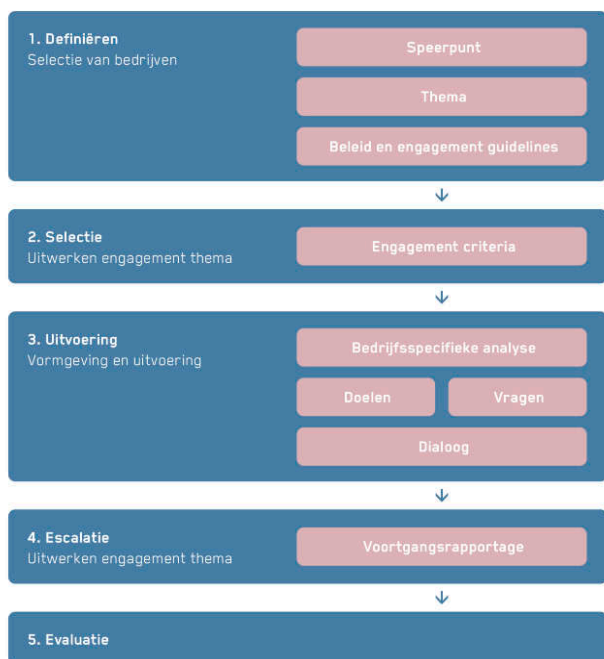 1. Definiëren
Selectie van bedrijven
Speerpunt
Thema
Beleid en engagement guidelines
2. Selectie
Uitwerken engagement thema
Engagement criteria
3. Uitvoering
Vormgeving en uitvoering
Bedrijfsspecifieke analyse
Doelen
Vragen
Dialoog
4. Escalatie
Uitwerken engagement thema
Voortgangsrapportage
5. Evaluatie